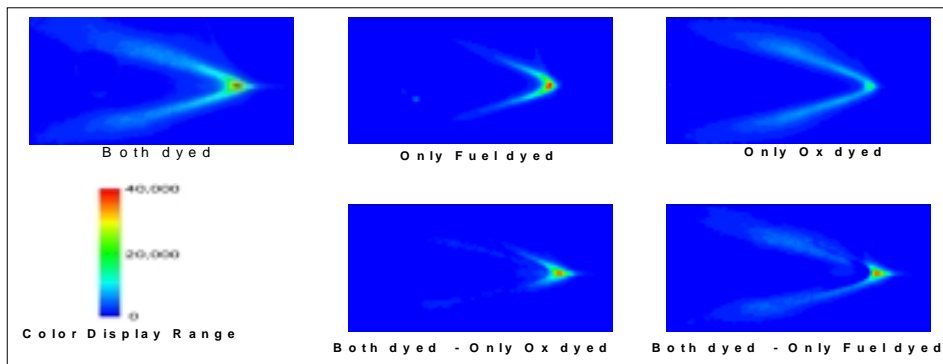 Both dyed
Only Fuel dyed
Only Ox dyed
40,000
20,000
0
Color Display Range
Both dyed - Only Ox dyed
Both dyed - Only Fuel dyed